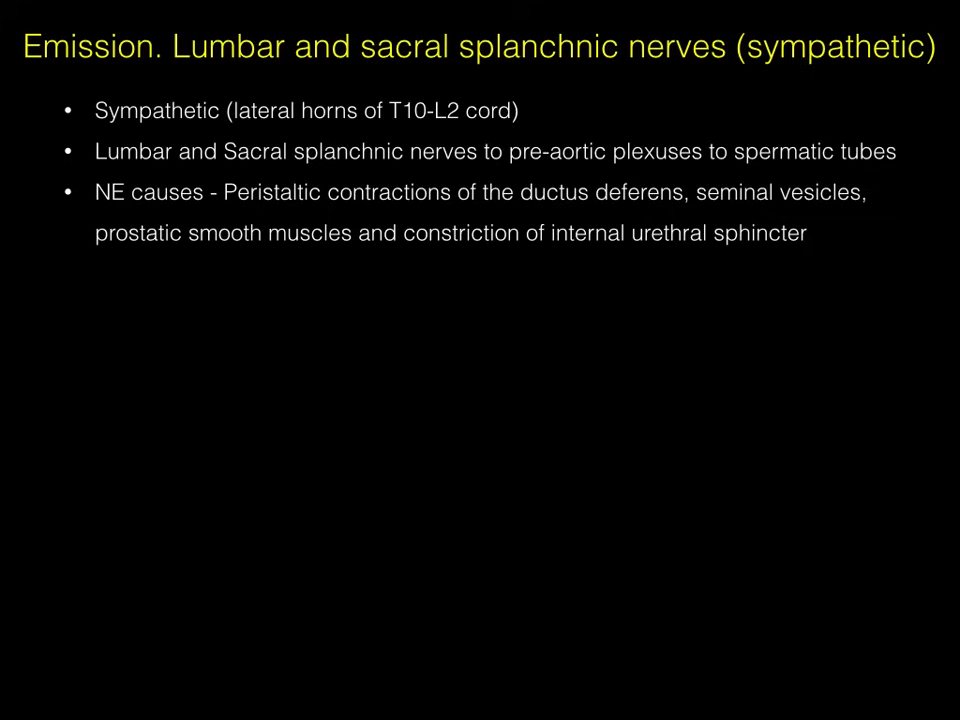 Emission. Lumbar and sacral splanchnic nerves (sympathetic)
• Sympathetic (lateral horns of T10-L2 cord)
• Lumbar and Sacral splanchnic nerves to pre-aortic plexuses to spermatic tubes
• NE causes - Peristaltic contractions of the ductus deferens, seminal vesicles,
prostatic smooth muscles and constriction of internal urethral sphincter